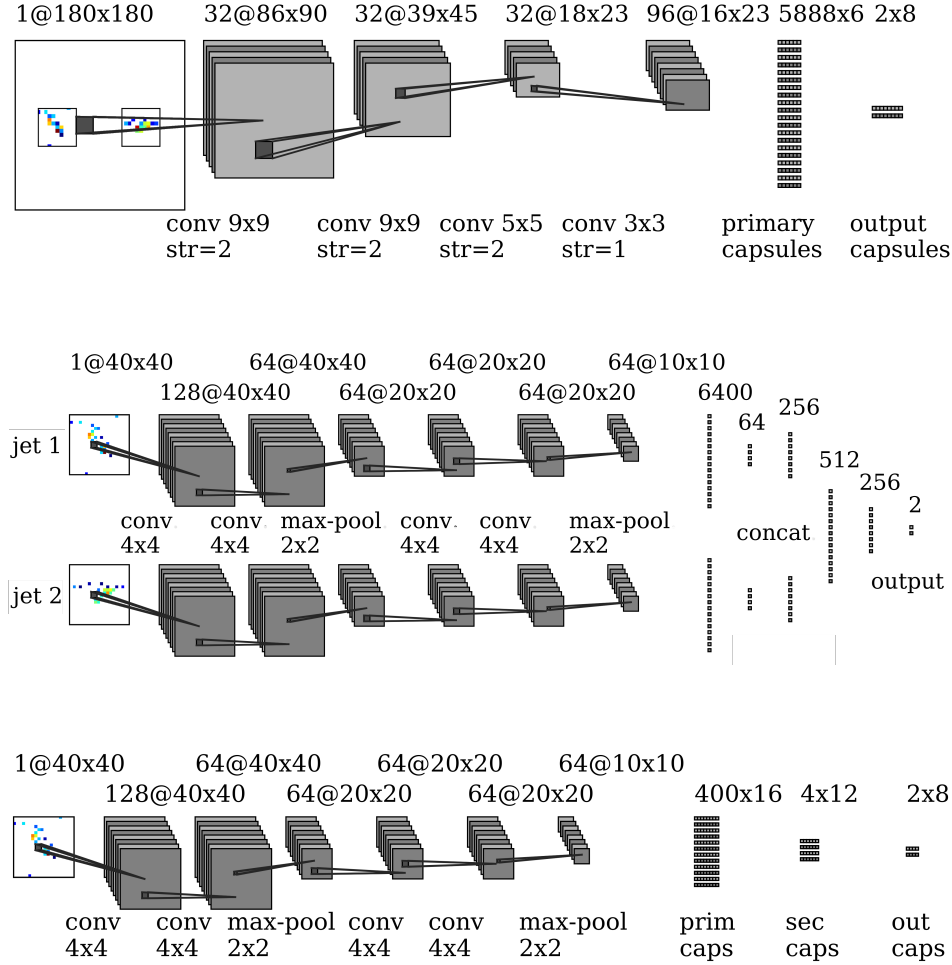 1@180x180 32@86x90 32@39x45 32@18x23 96@16x23 5888x6 2x8
conv 9x9 conv 9x9 conv 5x5 conv 3x3 primary output
str=2 str=2 str=2 str=1 capsules capsules
1@40x40 64@40x40 64@20x20 64@10x10
128@40x40 64@20x20 64@20x20 6400
256
64
jet 1
512
256
2
conv conv max-pool conv conv max-pool
4x4 4x4 2x2 4x4 4x4 2x2
concat
output
jet 2
1@40x40 64@40x40 64@20x20 64@10x10
128@40x40 64@20x20 64@20x20 400x16 4x12 2x8
conv conv max-pool conv conv max-pool prim sec out
4x4 4x4 2x2 4x4 4x4 2x2 caps caps caps